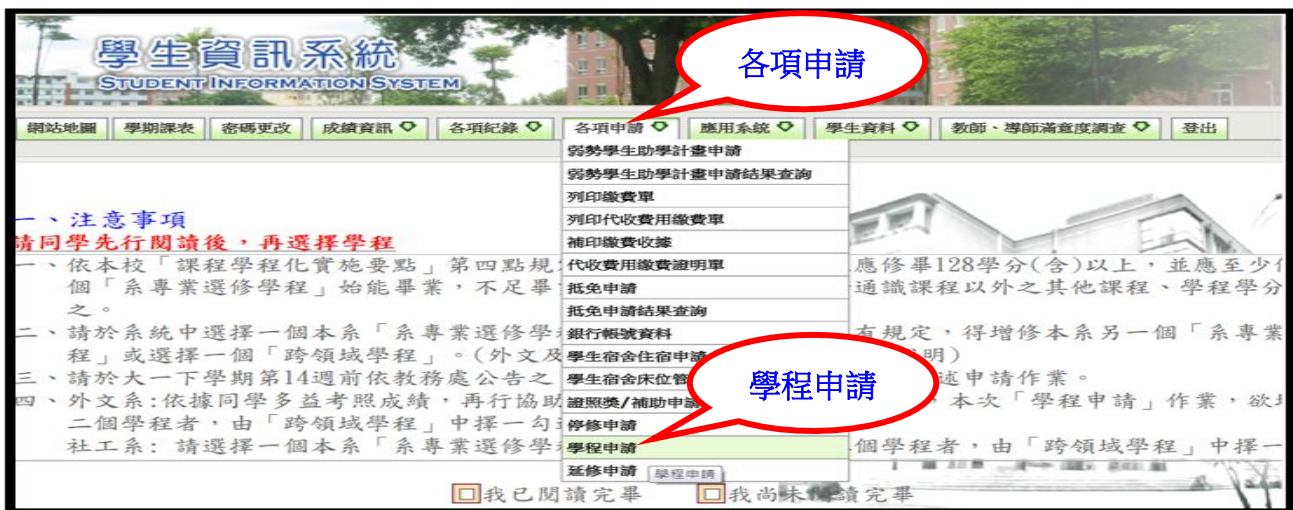 學生資訊系統
STUDENT INFORMATION SYSTEM
各項申請
網站地圖 學期課表 密碼更改 成績資訊 各項紀錄 各項申請 應用系統 學生資料 教師、導師滿意度調查 登出
弱勢學生助學計畫申請
弱勢學生助學計畫申請結果查詢
列印繳費單
列印代收費用繳費單
補印繳費收據
代收費用繳費證明單
抵免申請
抵免申請結果查詢
銀行帳號資料
學生宿舍住宿申請
學生宿舍床位管
證照獎/補助申請
停修申請
學程申請
延修申請
學程申請
學程申請
一、注意事項
請同學先行閱讀後，再選擇學程
一、依本校「課程學程化實施要點」第四點規 應修畢128學分(含)以上，並應至少
個「系專業選修學程」始能畢業，不足畢 通識課程以外之其他課程、學程學分
之。
二、請於系統中選擇一個本系「系專業選修學 有規定，得增修本系另一個「系專業
程」或選擇一個「跨領域學程」。(外文及 明)
三、請於大一下學期第14週前依教務處公告之 述申請作業。
四、外文系:依據同學多益考照成績，再行協助 ，本次「學程申請」作業，欲
二個學程者，由「跨領域學程」中擇一勾
社工系: 請選擇一個本系「系專業選修學 個學程者，由「跨領域學程」中擇一
我已閱讀完畢 我尚未閱讀完畢